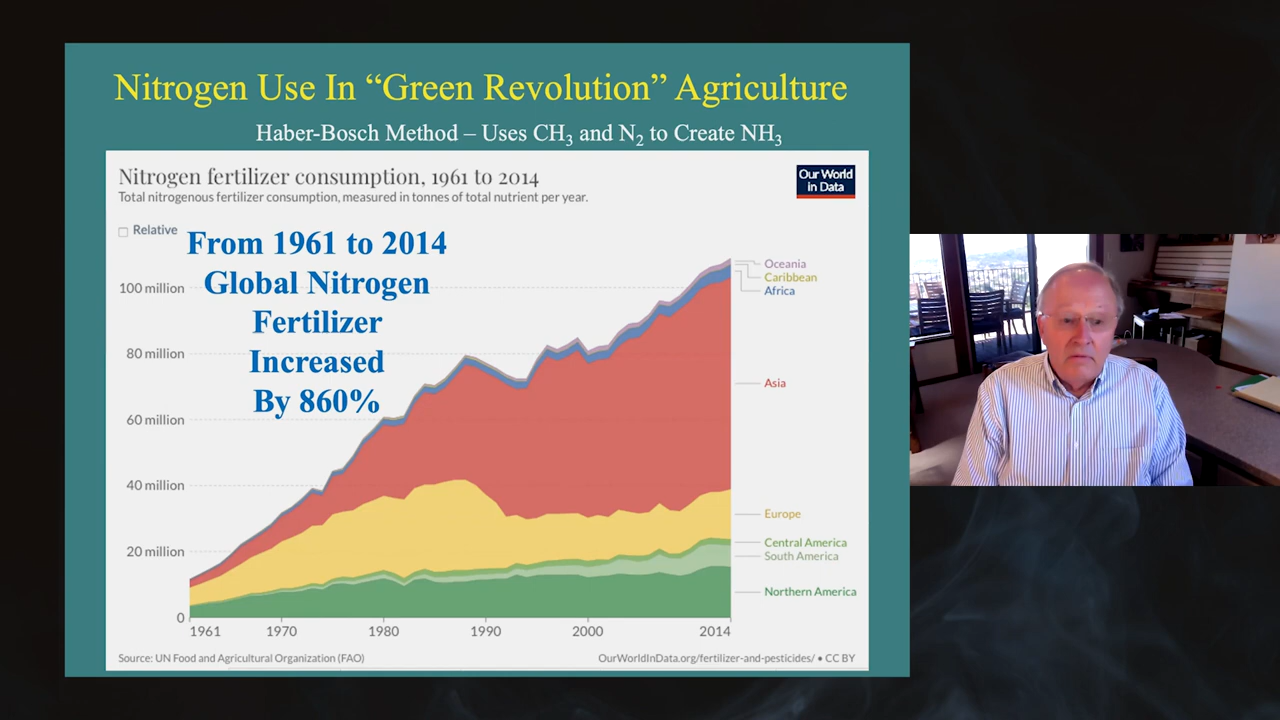 Nitrogen Use In “Green Revolution” Agriculture
Haber-Bosch Method – Uses CH₃ and N₂ to Create NH₃
Nitrogen fertilizer consumption, 1961 to 2014
Total nitrogenous fertilizer consumption, measured in tonnes of total nutrient per year.
Our World
in Data
Relative
From 1961 to 2014
Global Nitrogen
Fertilizer
Increased
By 860%
100 million
80 million
60 million
40 million
20 million
0
Oceania
Caribbean
Africa
Asia
Europe
Central America
South America
Northern America
1961 1970 1980 1990 2000 2014
Source: UN Food and Agricultural Organization (FAO)
OurWorldInData.org/fertilizer-and-pesticides/ • CC BY